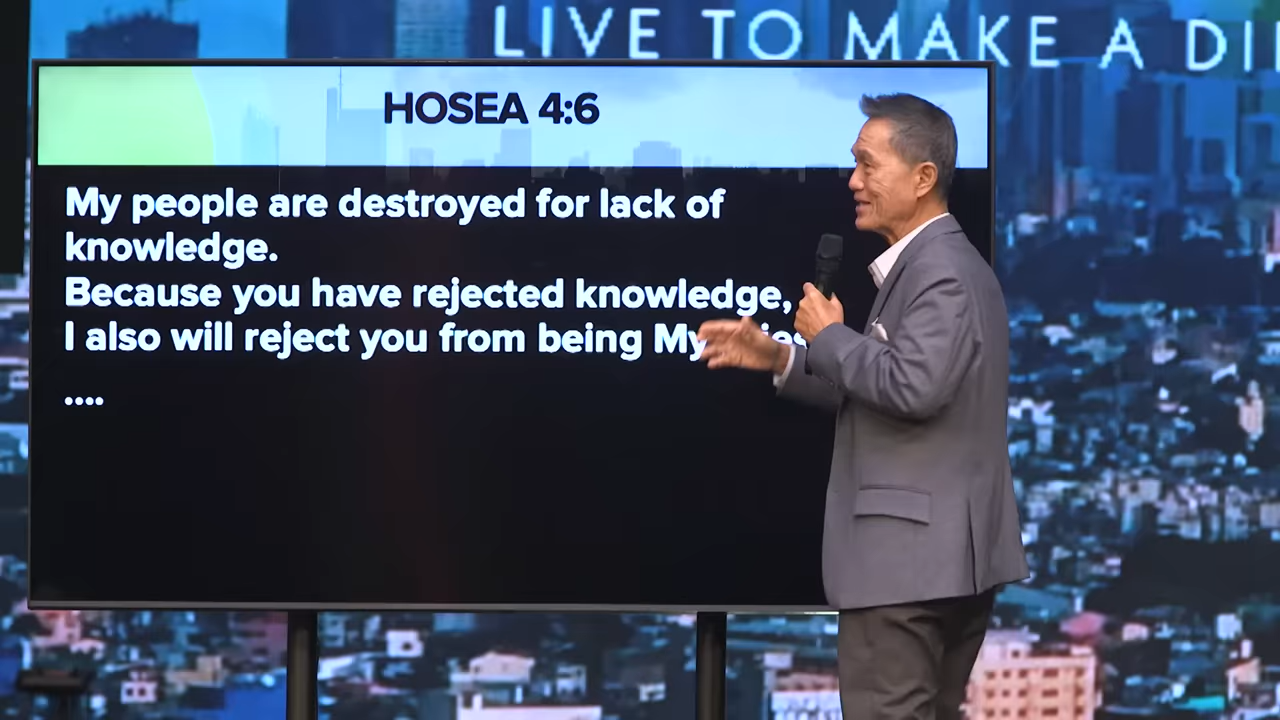 LIVE TO MAKE A
HOSEA 4:6
My people are destroyed for lack of
knowledge.
Because you have rejected knowledge,
I also will reject you from being My
....